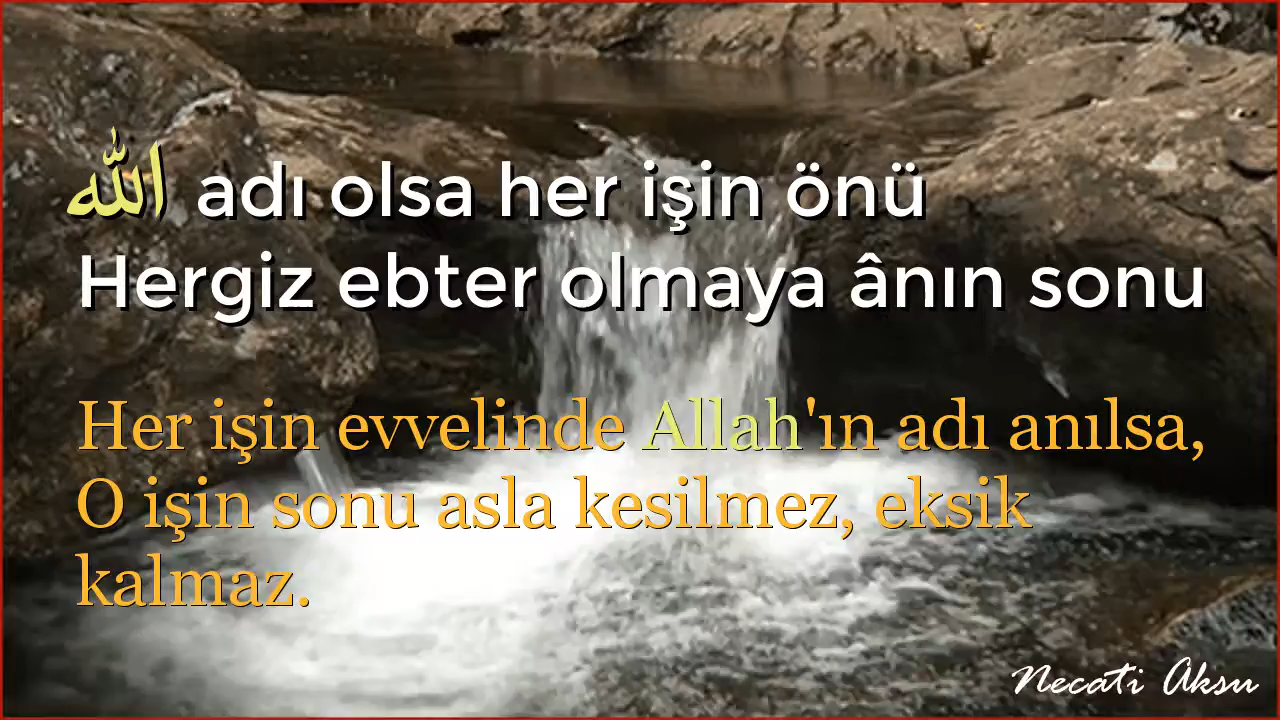 الله adı olsa her işin önü
Hergiz ebter olmaya ânın sonu
Her işin evvelinde Allah'ın adı anılsa,
O işin sonu asla kesilmez, eksik
kalmaz.
Necati Aksu